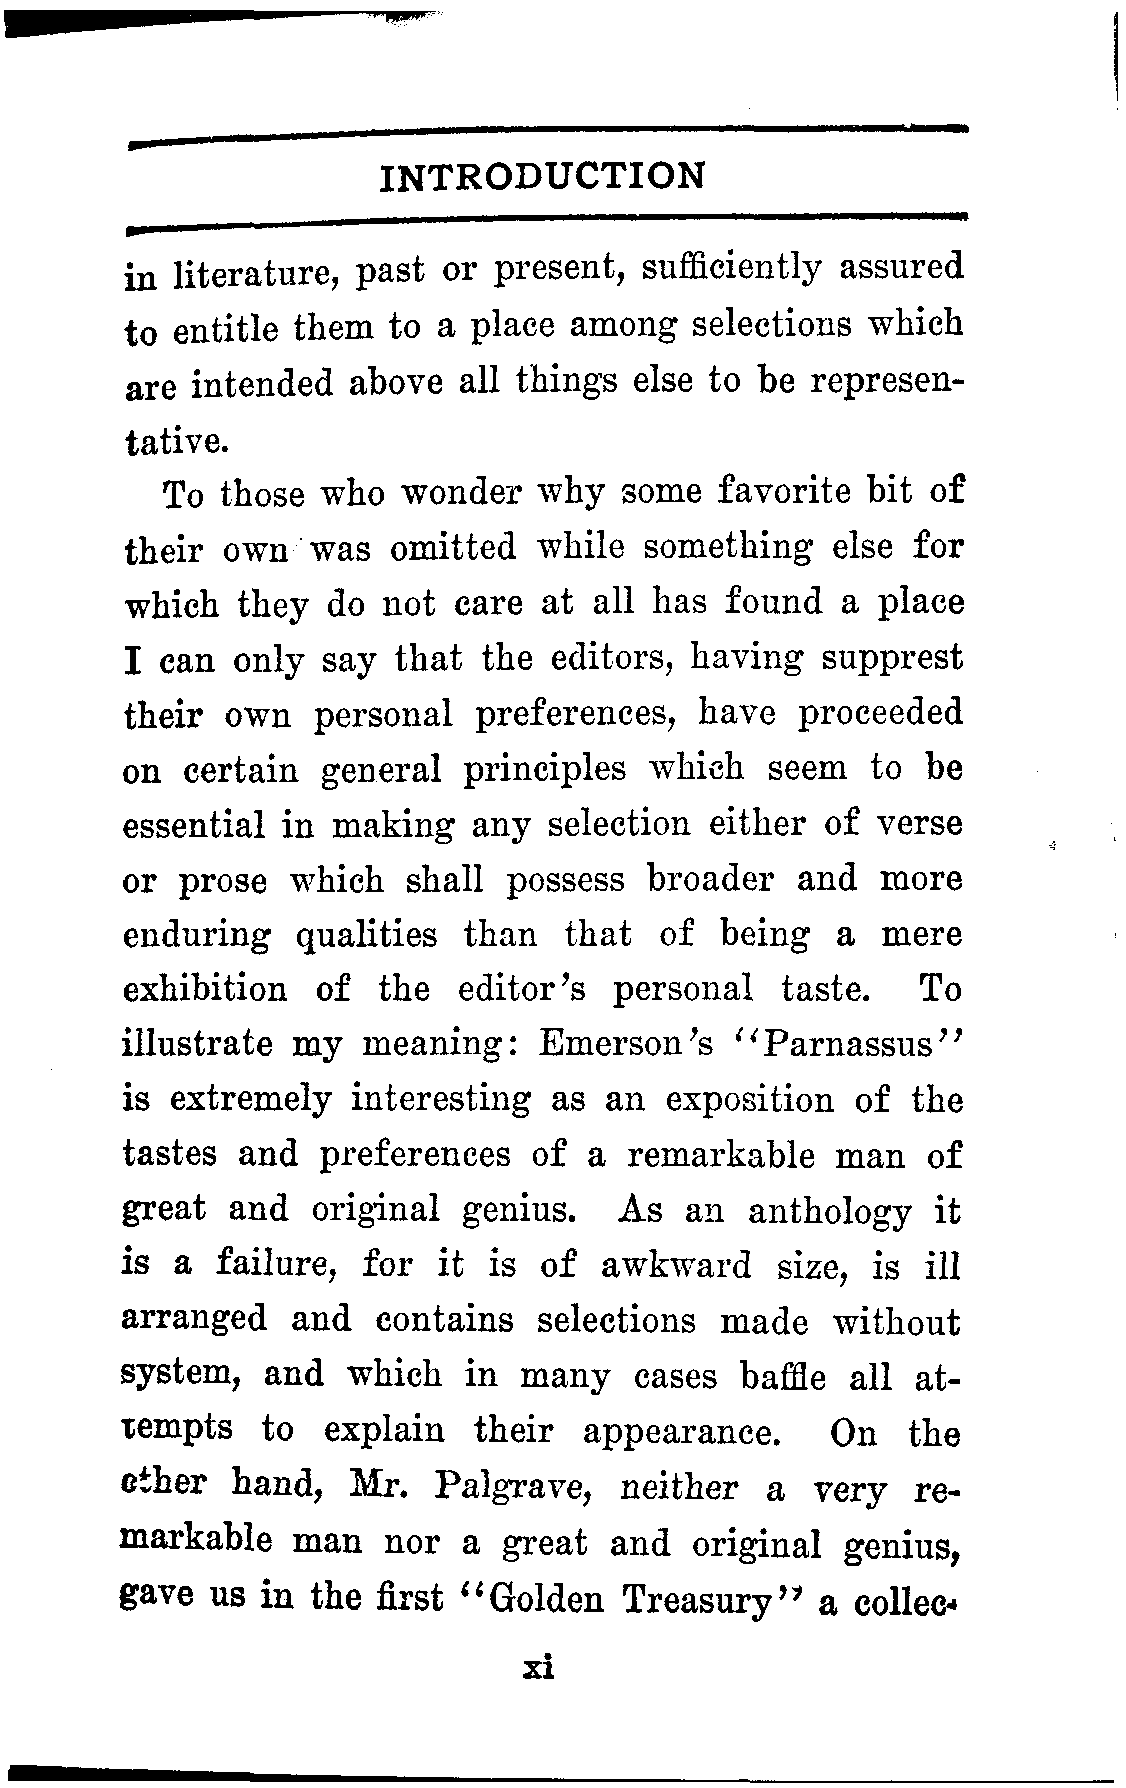 INTRODUCTION
in literature, past or present, sufficiently assured
to entitle them to a place among selections which
are intended above all things else to be represen-
tative.
To those who wonder why some favorite bit of
their own was omitted while something else for
which they do not care at all has found a place
I can only say that the editors, having supprest
their own personal preferences, have proceeded
on certain general principles which seem to be
essential in making any selection either of verse
or prose which shall possess broader and more
enduring qualities than that of being a mere
exhibition of the editor's personal taste. To
illustrate my meaning: Emerson's "Parnassus"
is extremely interesting as an exposition of the
tastes and preferences of a remarkable man of
great and original genius. As an anthology it
is a failure, for it is of awkward size, is ill
arranged and contains selections made without
system, and which in many cases baffle all at-
tempts to explain their appearance. On the
other hand, Mr. Palgrave, neither a very re-
markable man nor a great and original genius,
gave us in the first "Golden Treasury" a collec-
xi